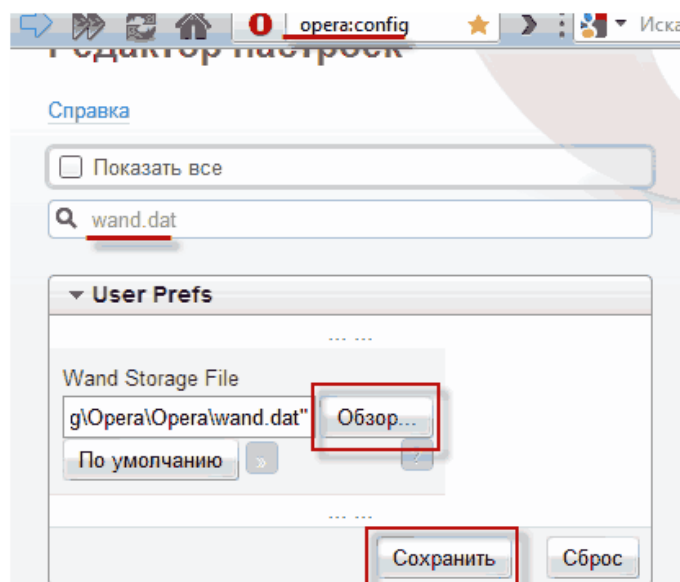 opera:config
Иска
Редактор настроек
Справка
Показать все
wand.dat
User Prefs
... ...
Wand Storage File
g\Opera\Opera\wand.dat" Обзор...
По умолчанию » ?
... ...
Сохранить Сброс